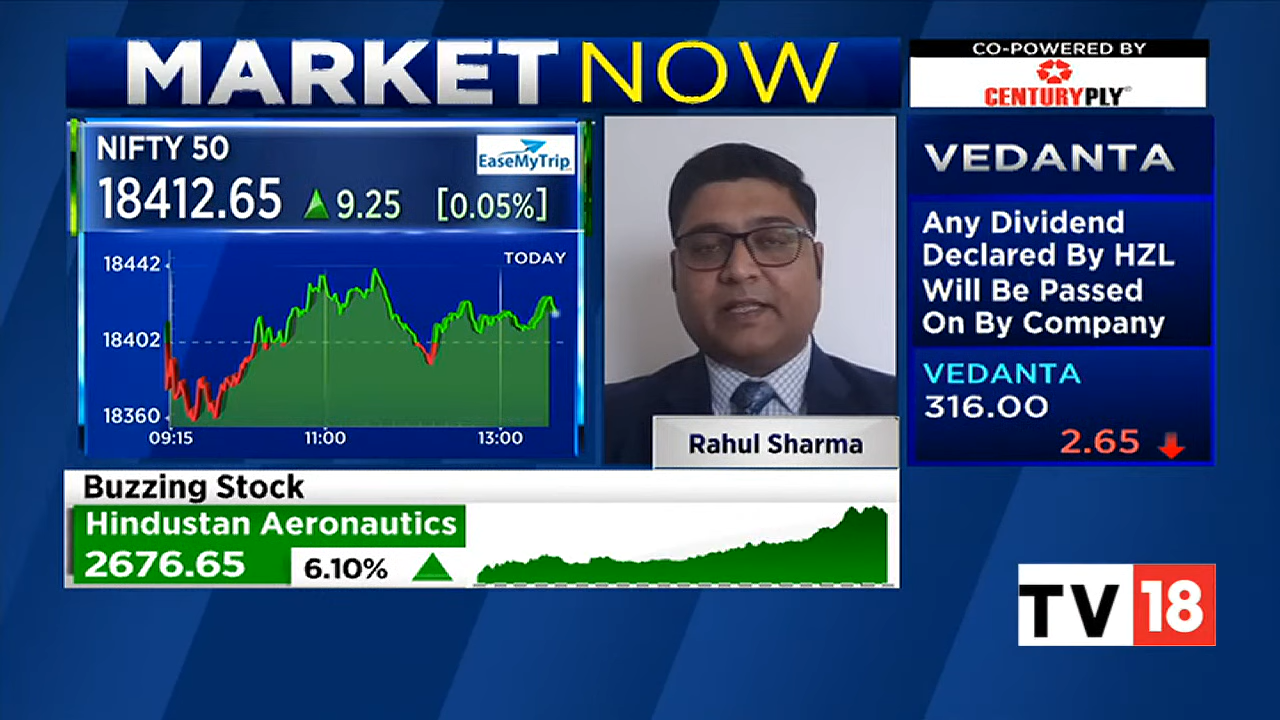 MARKET NOW
CO-POWERED BY
CENTURYPLY
NIFTY 50
EaseMyTrip
18412.65 ▲ 9.25 [0.05%]
TODAY
18442
18402
18360
09:15 11:00 13:00
Rahul Sharma
VEDANTA
Any Dividend
Declared By HZL
Will Be Passed
On By Company
VEDANTA
316.00
2.65
Buzzing Stock
Hindustan Aeronautics
2676.65 6.10%
TV18